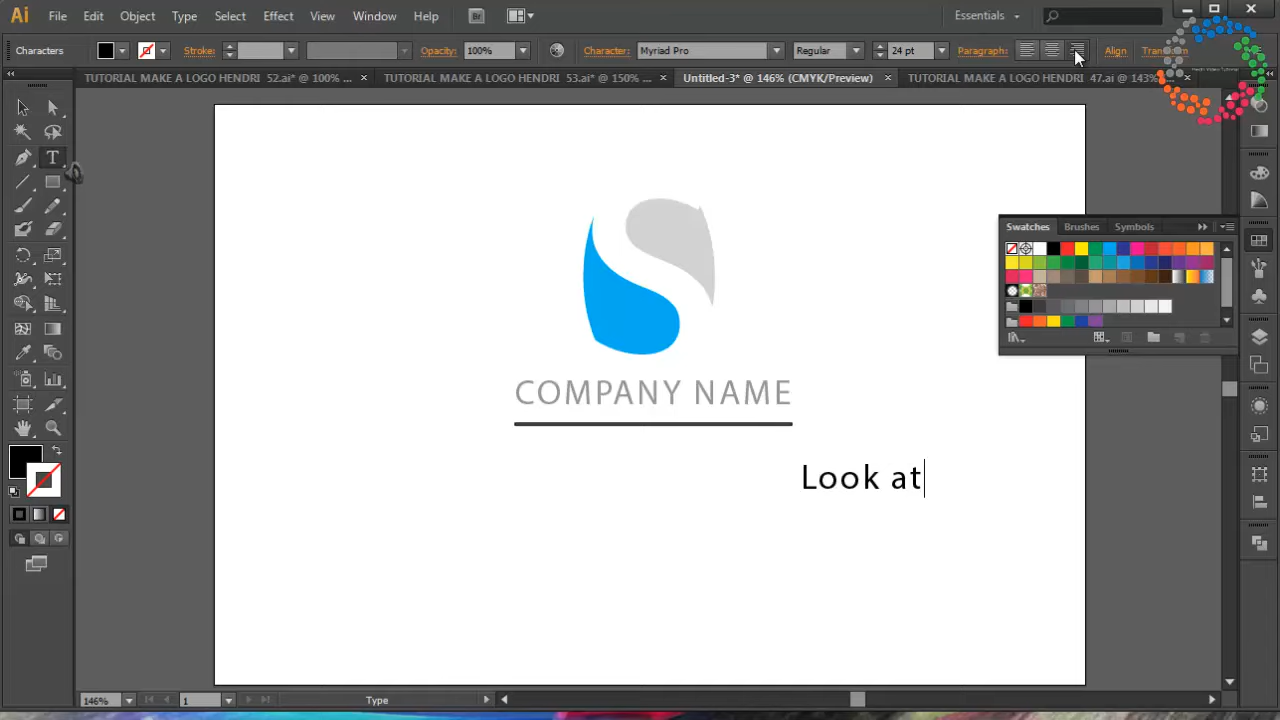 Ai File Edit Object Type Select Effect View Window Help Br Essentials
Characters Stroke: Opacity: 100% Character: Myriad Pro Regular 24 pt Paragraph: Align Transform
TUTORIAL MAKE A LOGO HENDRI 52.ai* @ 100% ... × TUTORIAL MAKE A LOGO HENDRI 53.ai* @ 150% ... × Untitled-3* @ 146% (CMYK/Preview) × TUTORIAL MAKE A LOGO HENDRI 47.ai @ 143% ×
Swatches Brushes Symbols
COMPANY NAME
Look at
146% 1 Type